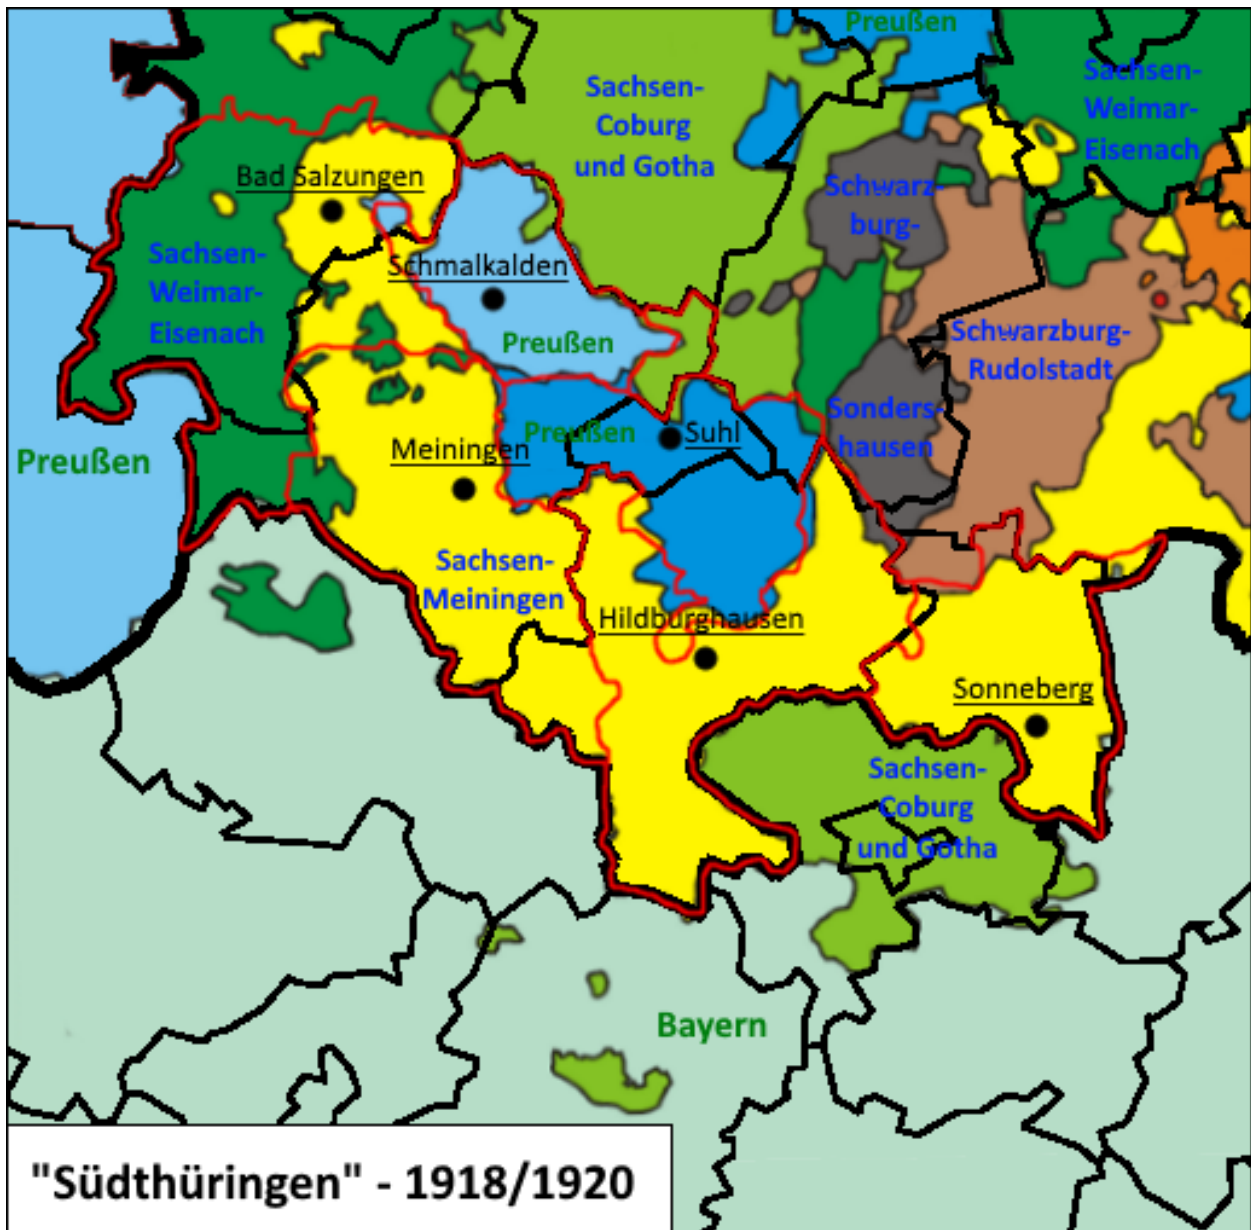 Preußen
Sachsen-
Coburg
und Gotha
Sachsen-
Weimar-
Eisenach
Bad Salzungen
Schwarz-
burg-
Sachsen-
Weimar-
Eisenach
Schmalkalden
Preußen
Schwarzburg-
Rudolstadt
Sonders-
hausen
Preußen
Preußen
Suhl
Meiningen
Sachsen-
Meiningen
Hildburghausen
Sonneberg
Sachsen-
Coburg
und Gotha
Bayern
"Südthüringen" - 1918/1920